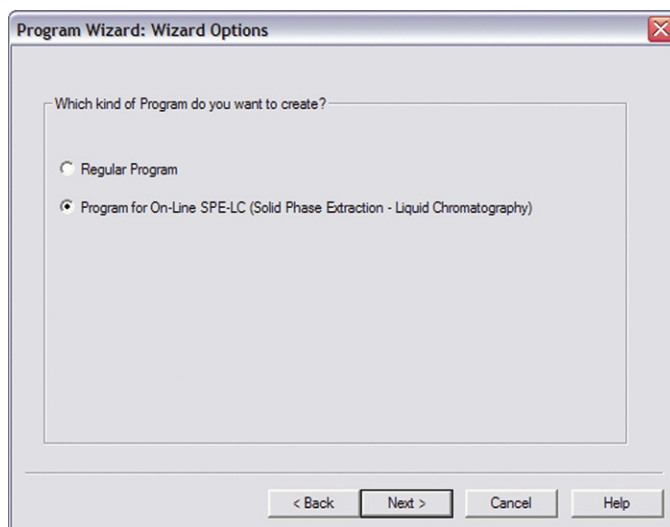 Program Wizard: Wizard Options
Which kind of Program do you want to create?
Regular Program
Program for On-Line SPE-LC (Solid Phase Extraction - Liquid Chromatography)
< Back
Next >
Cancel
Help